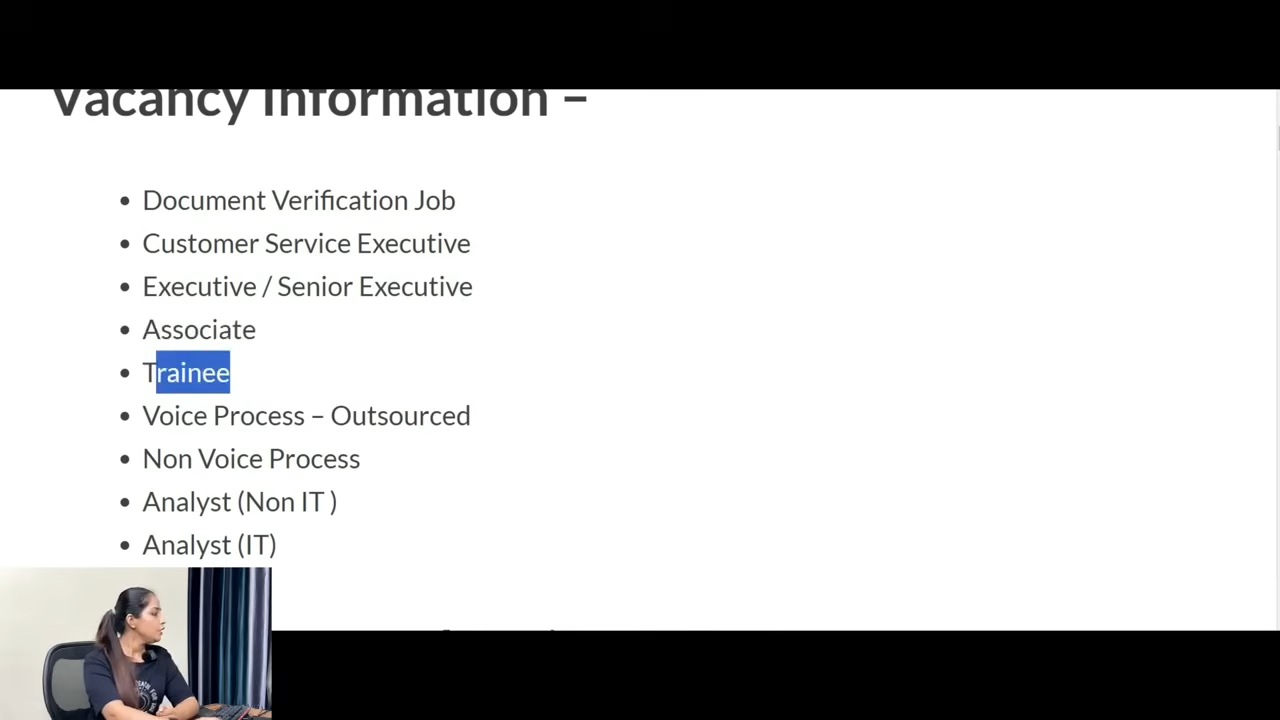 Vacancy Information –
Document Verification Job
Customer Service Executive
Executive / Senior Executive
Associate
Trainee
Voice Process – Outsourced
Non Voice Process
Analyst (Non IT )
Analyst (IT)